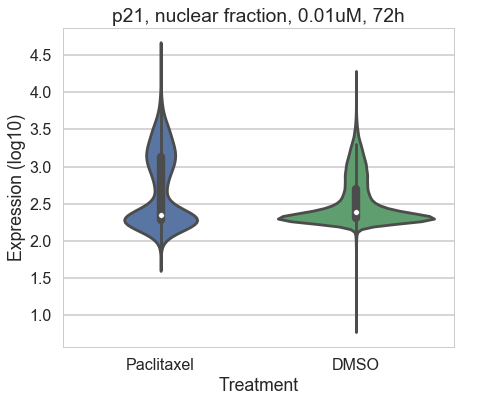 p21, nuclear fraction, 0.01uM, 72h
Expression (log10)
4.5
4.0
3.5
3.0
2.5
2.0
1.5
1.0
Paclitaxel
DMSO
Treatment